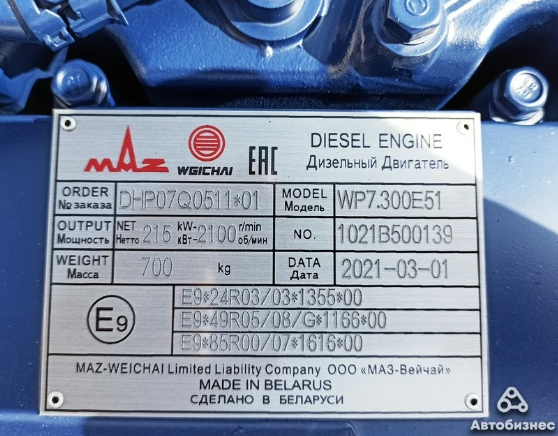 МАZ WEICHAI EAC
DIESEL ENGINE
Дизельный Двигатель
ORDER № заказа DHP07Q0511*01 MODEL Модель WP7.300E51
OUTPUT Мощность NET Нетто 215 kW- кВт- 2100 r/min об/мин NO. 1021B500139
WEIGHT Масса 700 kg DATA Дата 2021-03-01
E9 E9*24R03/03*1355*00
E9*49R05/08/G*1166*00
E9*85R00/07*1616*00
MAZ-WEICHAI Limited Liability Company ООО «МАЗ-Вейчай»
MADE IN BELARUS
СДЕЛАНО В БЕЛАРУСИ
Автобизнес